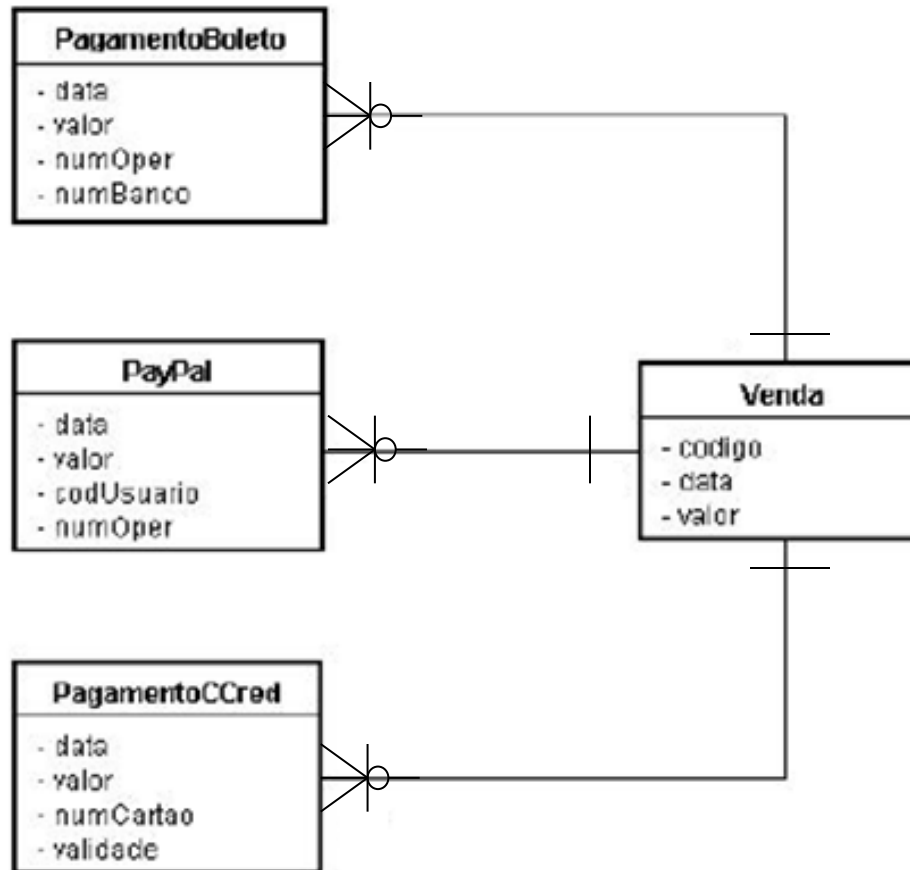 PagamentoBoleto
- data
- valor
- numOper
- numBanco
PayPal
- data
- valor
- codUsuario
- numOper
Venda
- codigo
- data
- valor
PagamentoCCred
- data
- valor
- numCartao
- validade